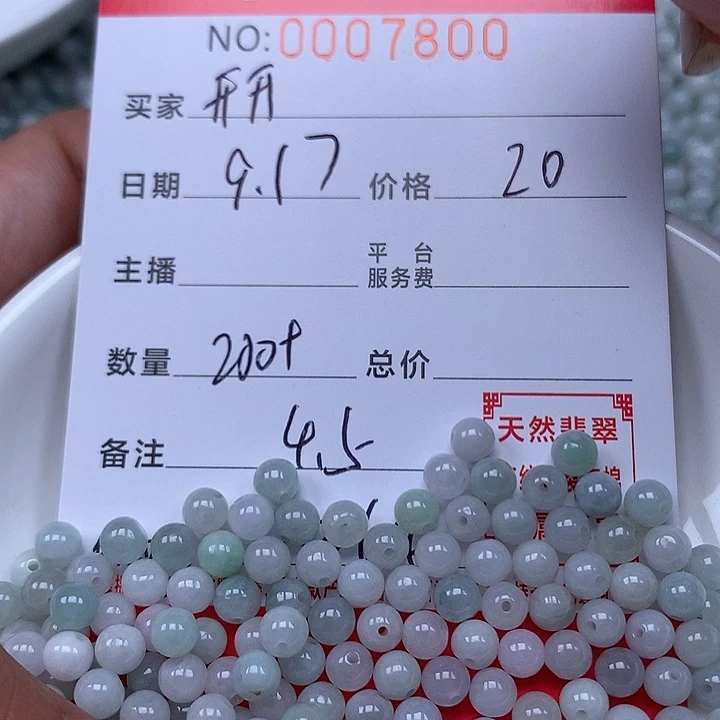 NO: 0007800
买家 开开
日期 9.17 价格 20
主播 平台服务费
数量 200+ 总价
备注 4.5
天然翡翠